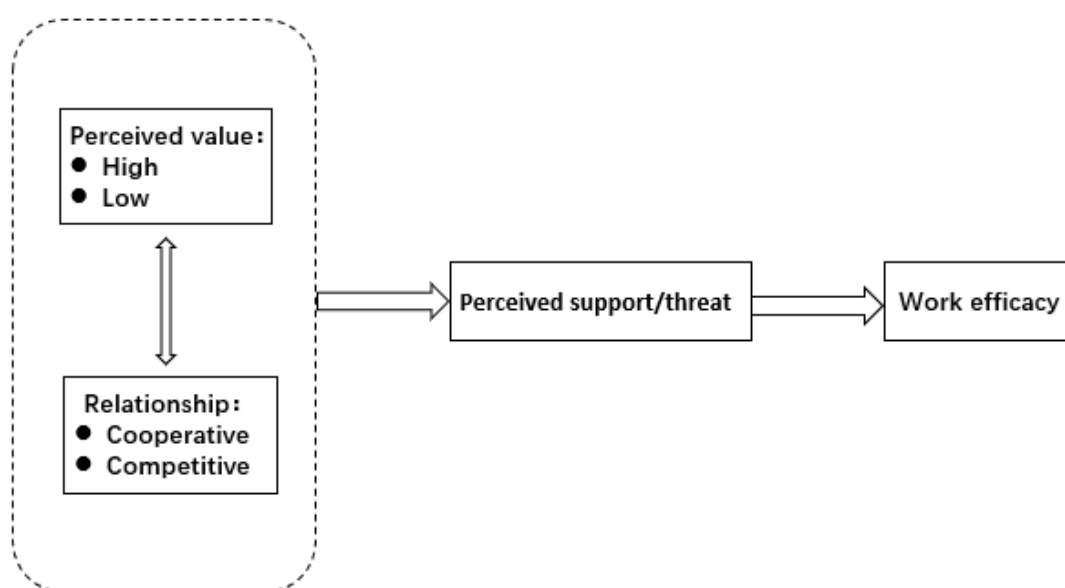 Perceived value：
● High
● Low
Relationship：
● Cooperative
● Competitive
Perceived support/threat
Work efficacy